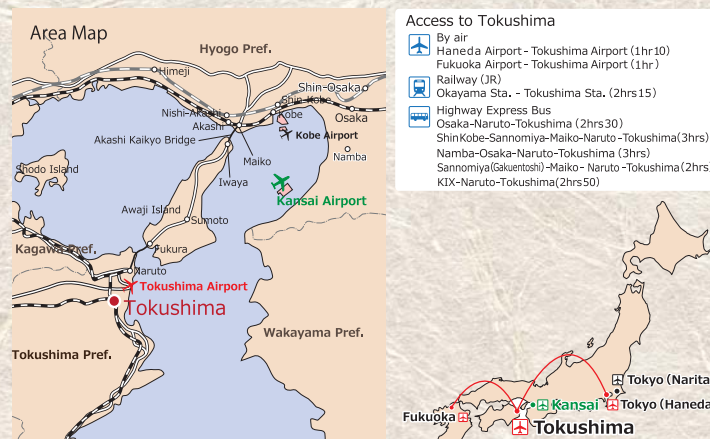 Area Map
Hyogo Pref.
Himeji
Shin-Osaka
Shin-Kobe
Nishi-Akashi
Kobe
Osaka
Akashi
Kobe Airport
Akashi Kaikyo Bridge
Maiko
Namba
Shodo Island
Iwaya
Kansai Airport
Awaji Island
Sumoto
Kagawa Pref.
Fukura
Naruto
Tokushima Airport
Tokushima
Wakayama Pref.
Tokushima Pref.
Access to Tokushima
By air
Haneda Airport - Tokushima Airport (1hr10)
Fukuoka Airport - Tokushima Airport (1hr)
Railway (JR)
Okayama Sta. - Tokushima Sta. (2hrs15)
Highway Express Bus
Osaka-Naruto-Tokushima (2hrs30)
ShinKobe-Sannomiya-Maiko-Naruto-Tokushima(3hrs)
Namba-Osaka-Naruto-Tokushima (3hrs)
Sannomiya(Gakuentoshi)-Maiko- Naruto -Tokushima(2hrs)
KIX-Naruto-Tokushima(2hrs50)
Tokyo (Narita
Kansai
Tokyo (Haneda
Fukuoka
Tokushima